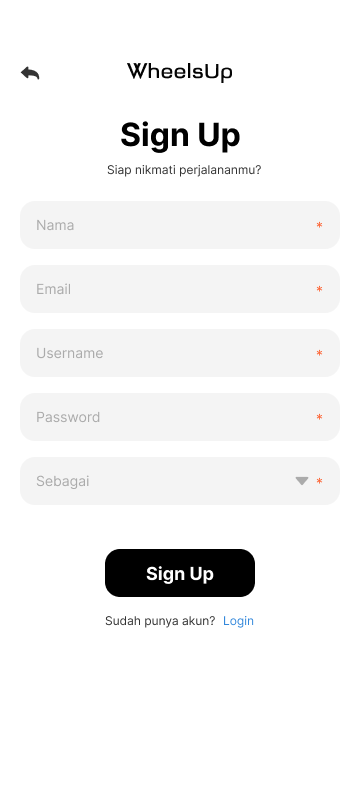 WheelsUp
Sign Up
Siap nikmati perjalananmu?
Nama *
Email *
Username *
Password *
Sebagai *
Sign Up
Sudah punya akun? Login